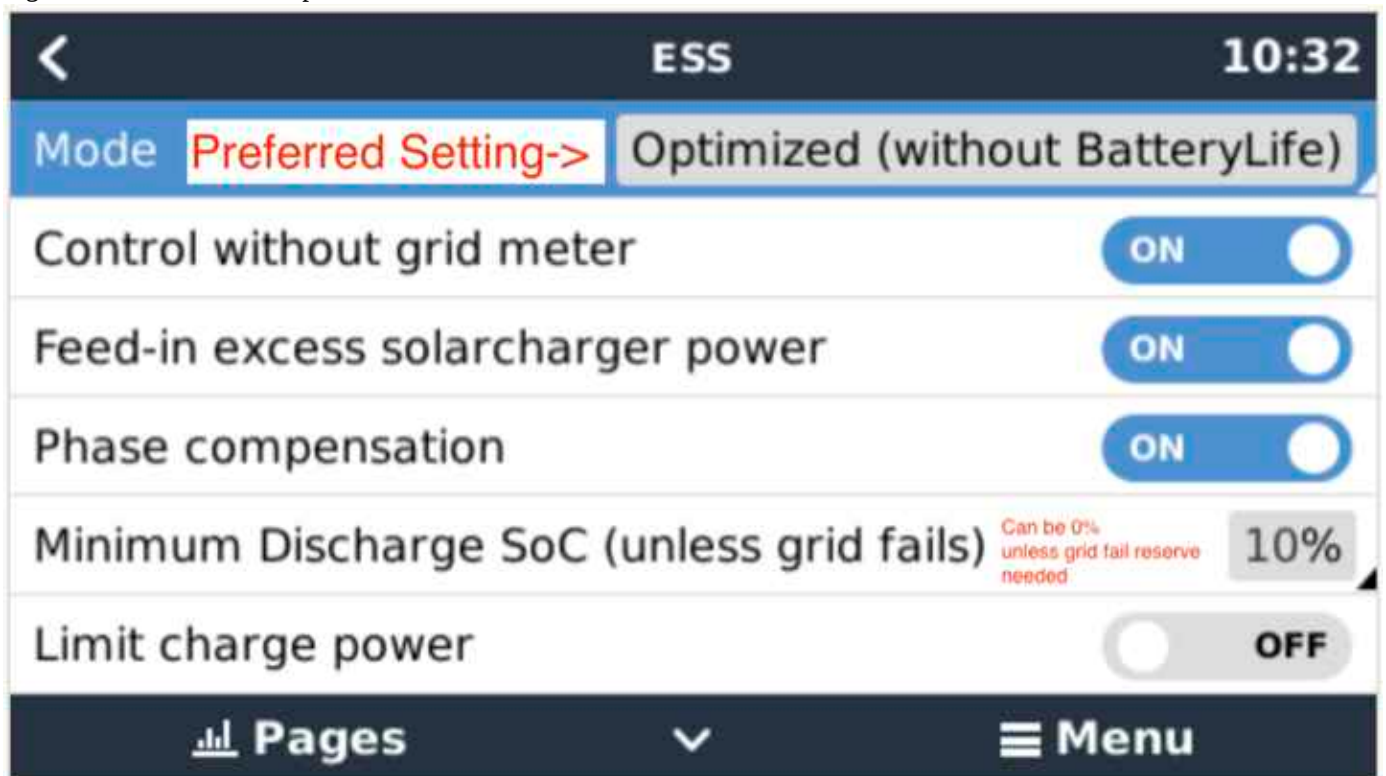 ESS 10:32
Mode Preferred Setting-> Optimized (without BatteryLife)
Control without grid meter ON
Feed-in excess solarcharger power ON
Phase compensation ON
Minimum Discharge SoC (unless grid fails) 10%
Can be 0%
unless grid fail reserve
needed
Limit charge power OFF
Pages Menu